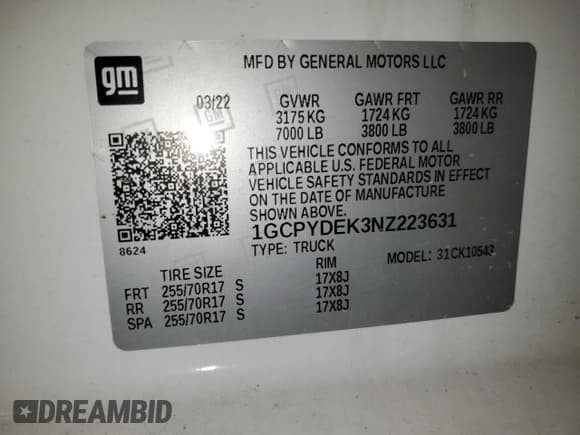 gm
MFD BY GENERAL MOTORS LLC
03/22 GVWR GAWR FRT GAWR RR
3175 KG 1724 KG 1724 KG
7000 LB 3800 LB 3800 LB
THIS VEHICLE CONFORMS TO ALL
APPLICABLE U.S. FEDERAL MOTOR
VEHICLE SAFETY STANDARDS IN EFFECT
ON THE DATE OF MANUFACTURE
SHOWN ABOVE.
1GCPYDEK3NZ223631
8624
TYPE: TRUCK MODEL: 31CK10543
TIRE SIZE RIM
FRT 255/70R17 S 17X8J
RR 255/70R17 S 17X8J
SPA 255/70R17 S 17X8J
GM
DREAMBID